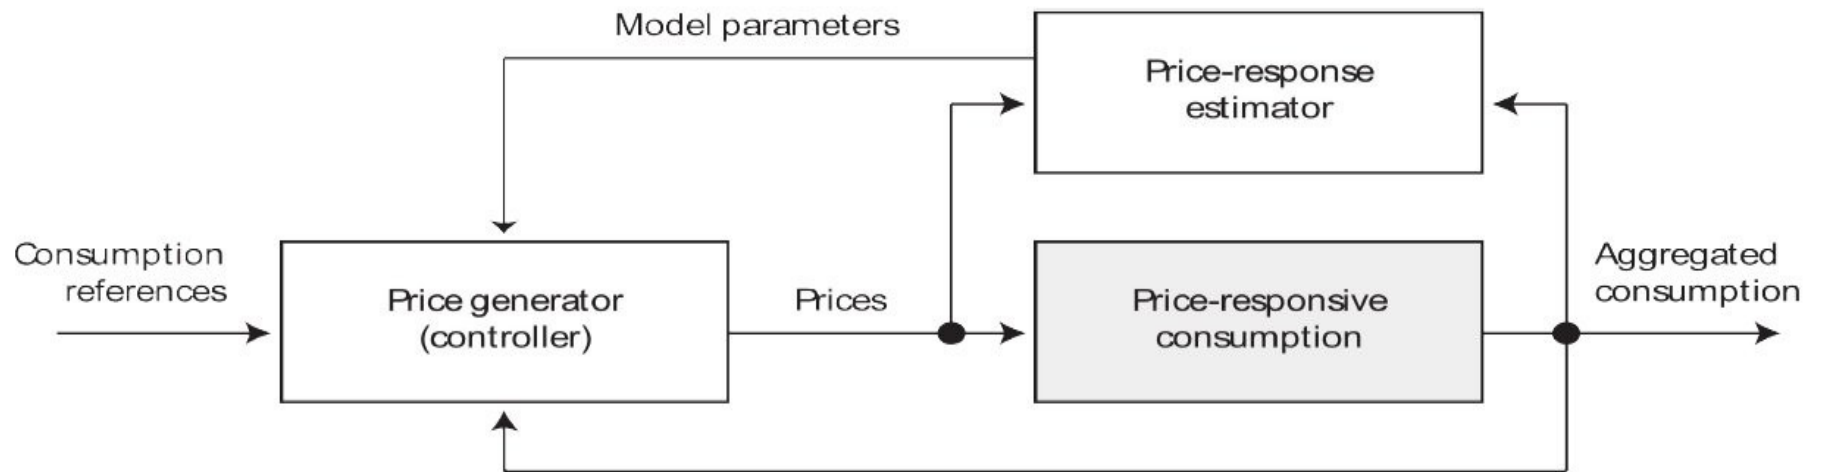 Model parameters
Price-response
estimator
Consumption
references
Price generator
(controller)
Prices
Price-responsive
consumption
Aggregated
consumption